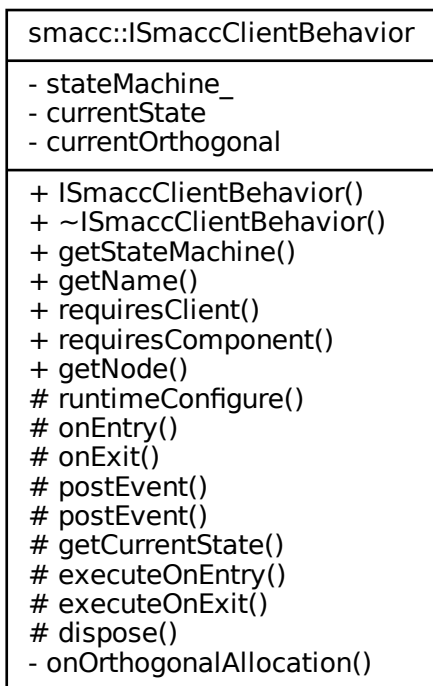 smacc::ISmaccClientBehavior
- stateMachine_
- currentState
- currentOrthogonal
+ ISmaccClientBehavior()
+ ~ISmaccClientBehavior()
+ getStateMachine()
+ getName()
+ requiresClient()
+ requiresComponent()
+ getNode()
# runtimeConfigure()
# onEntry()
# onExit()
# postEvent()
# postEvent()
# getCurrentState()
# executeOnEntry()
# executeOnExit()
# dispose()
- onOrthogonalAllocation()